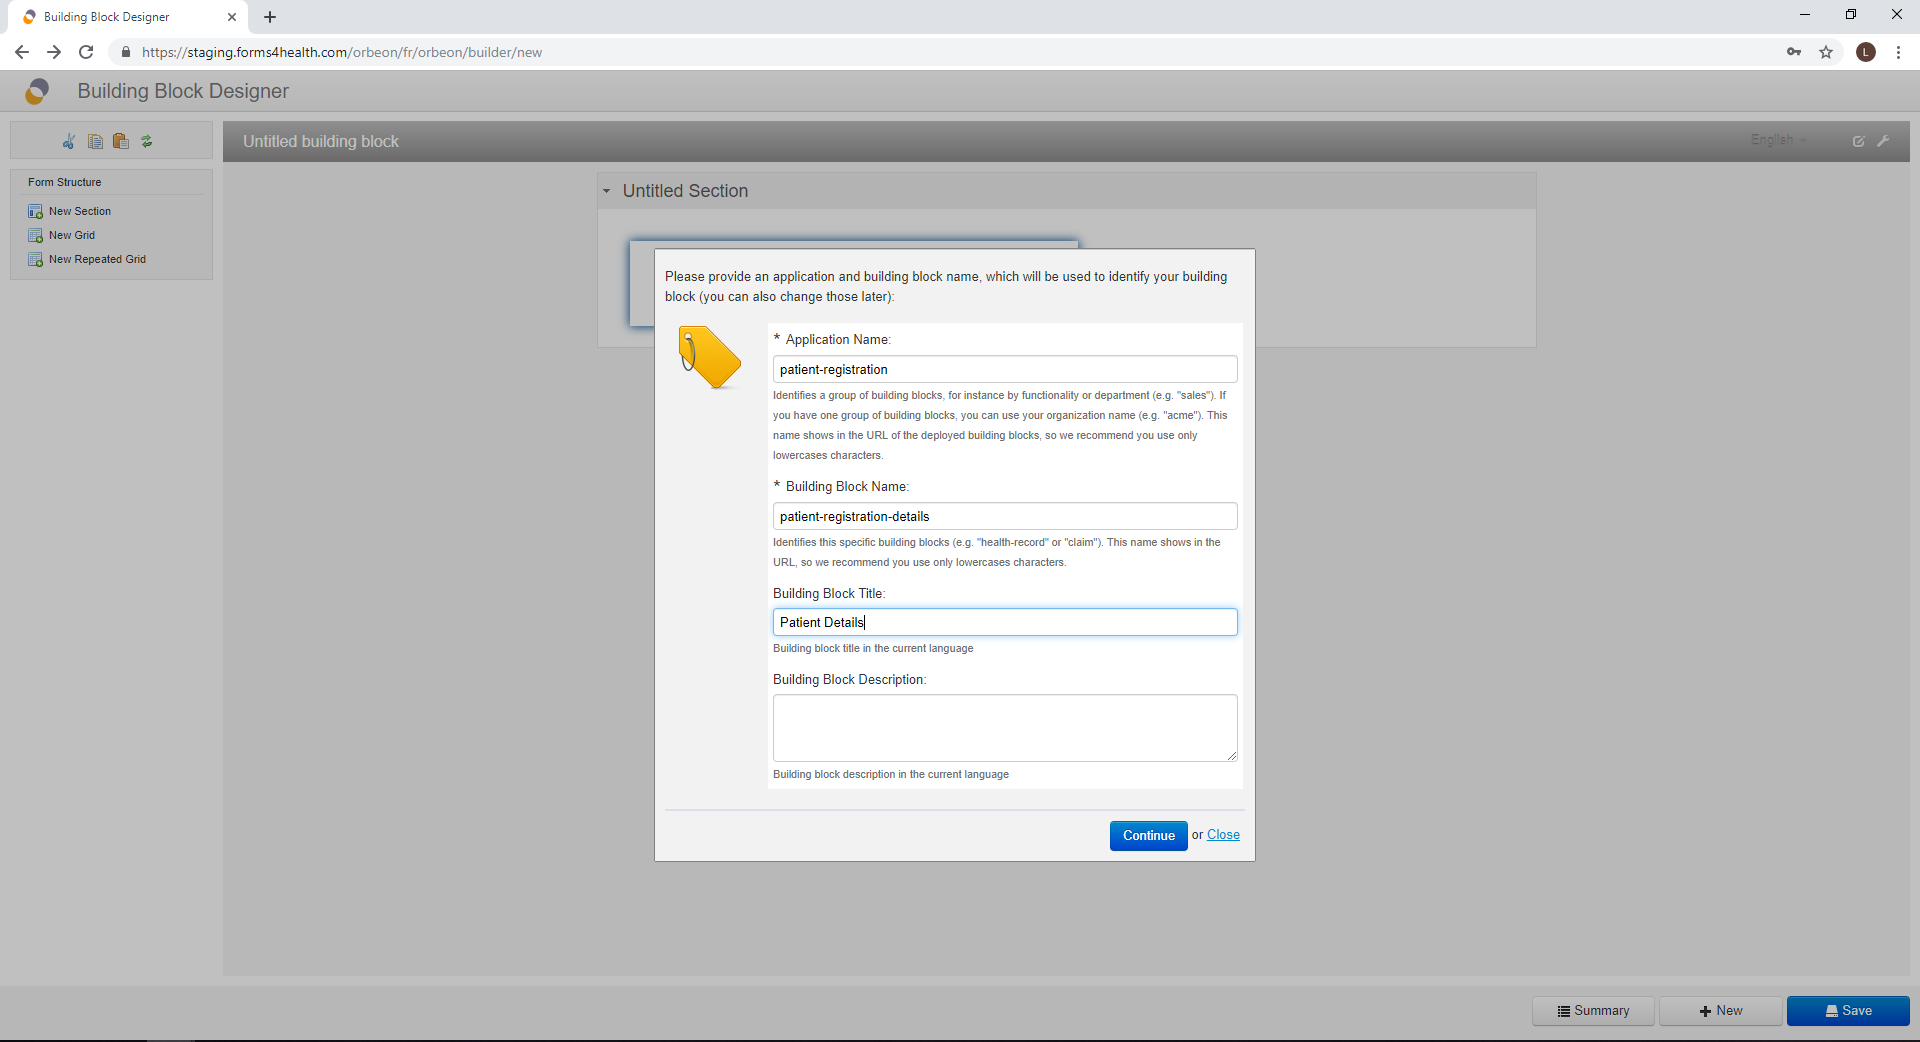 Building Block Designer
https://staging.forms4health.com/orbeon/fr/orbeon/builder/new
L
Building Block Designer
Untitled building block
English
Form Structure
New Section
New Grid
New Repeated Grid
Untitled Section
Please provide an application and building block name, which will be used to identify your building
block (you can also change those later):
* Application Name:
patient-registration
Identifies a group of building blocks, for instance by functionality or department (e.g. "sales"). If
you have one group of building blocks, you can use your organization name (e.g. "acme"). This
name shows in the URL of the deployed building blocks, so we recommend you use only
lowercases characters.
* Building Block Name:
patient-registration-details
Identifies this specific building blocks (e.g. "health-record" or "claim"). This name shows in the
URL, so we recommend you use only lowercases characters.
Building Block Title:
Patient Details
Building block title in the current language
Building Block Description:
Building block description in the current language
Continue or Close
Summary
New
Save